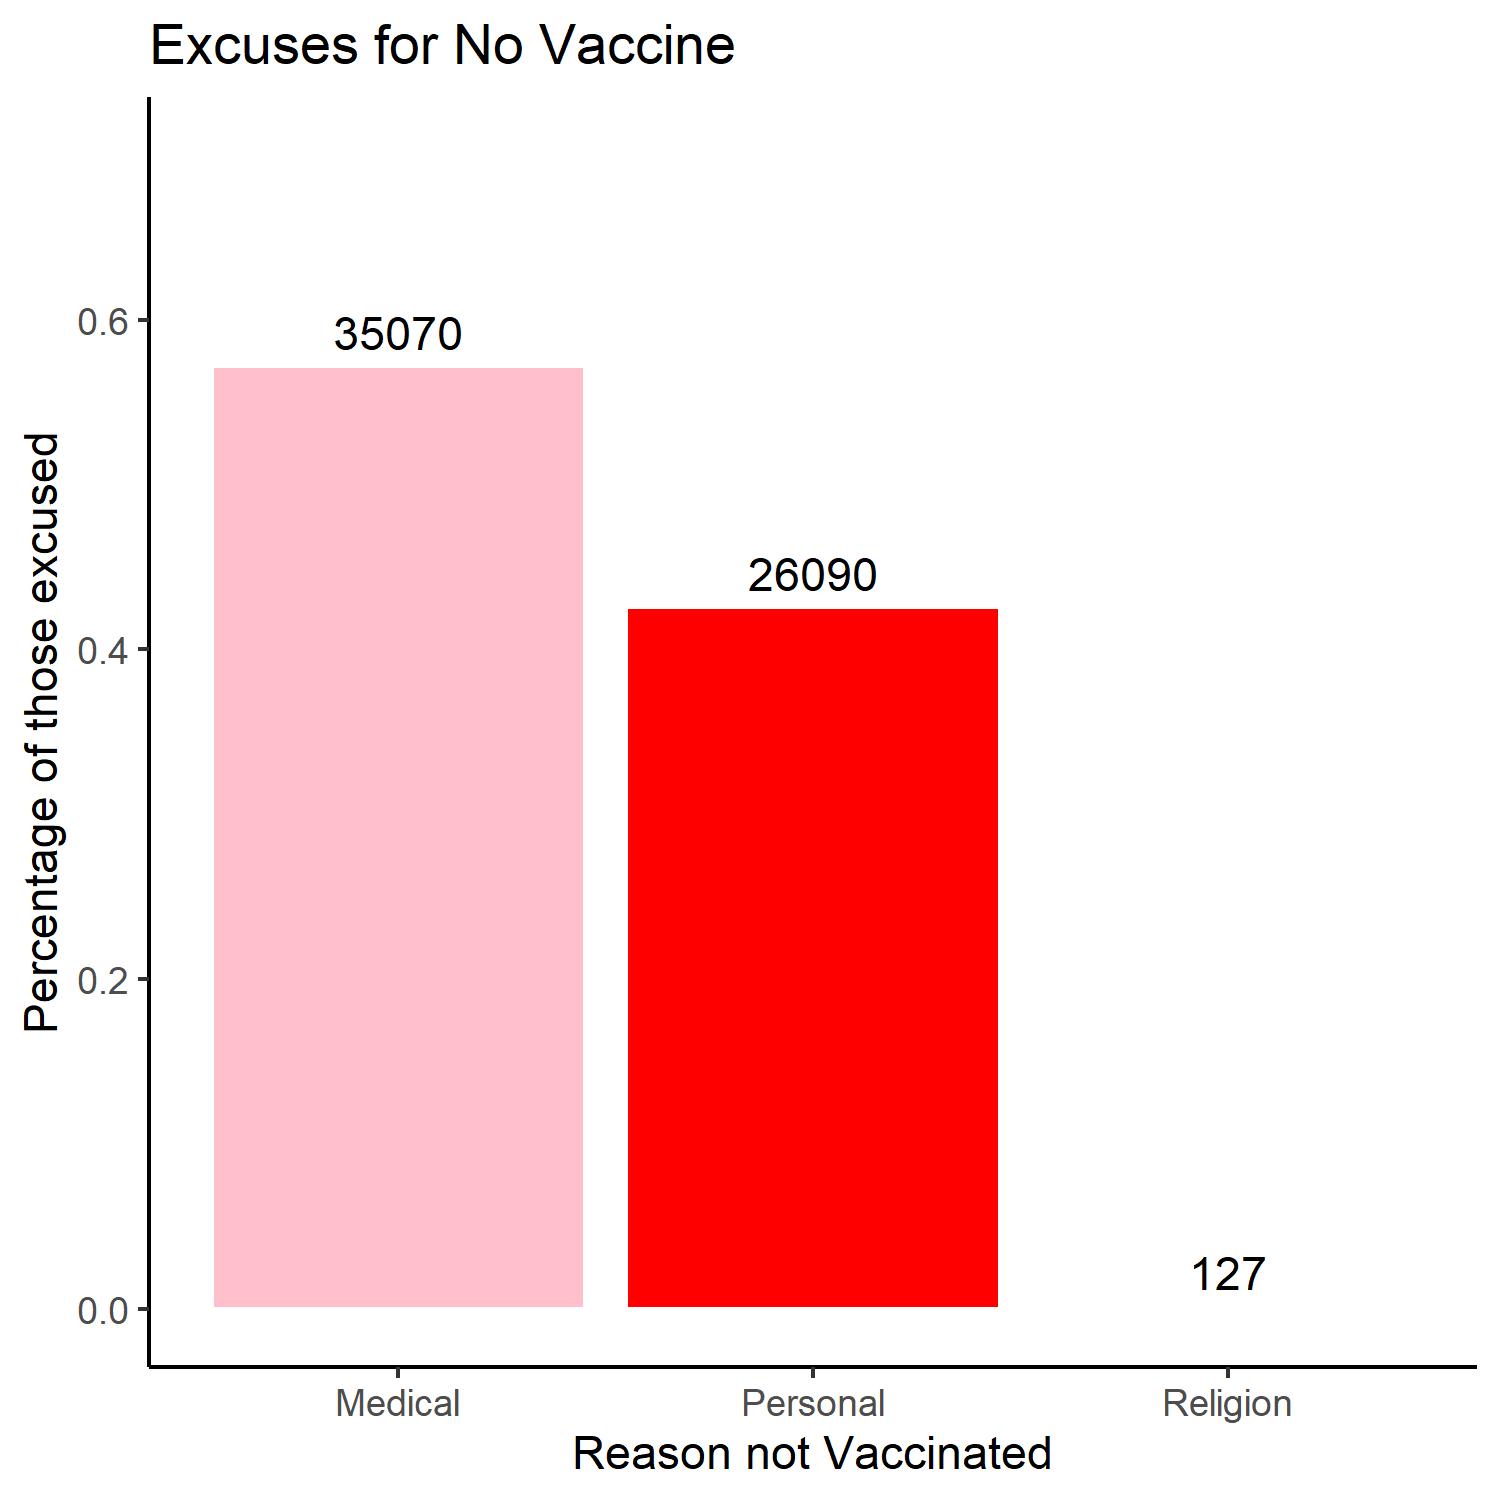 Excuses for No Vaccine
Percentage of those excused
0.6
0.4
0.2
0.0
35070
26090
127
Medical
Personal
Religion
Reason not Vaccinated